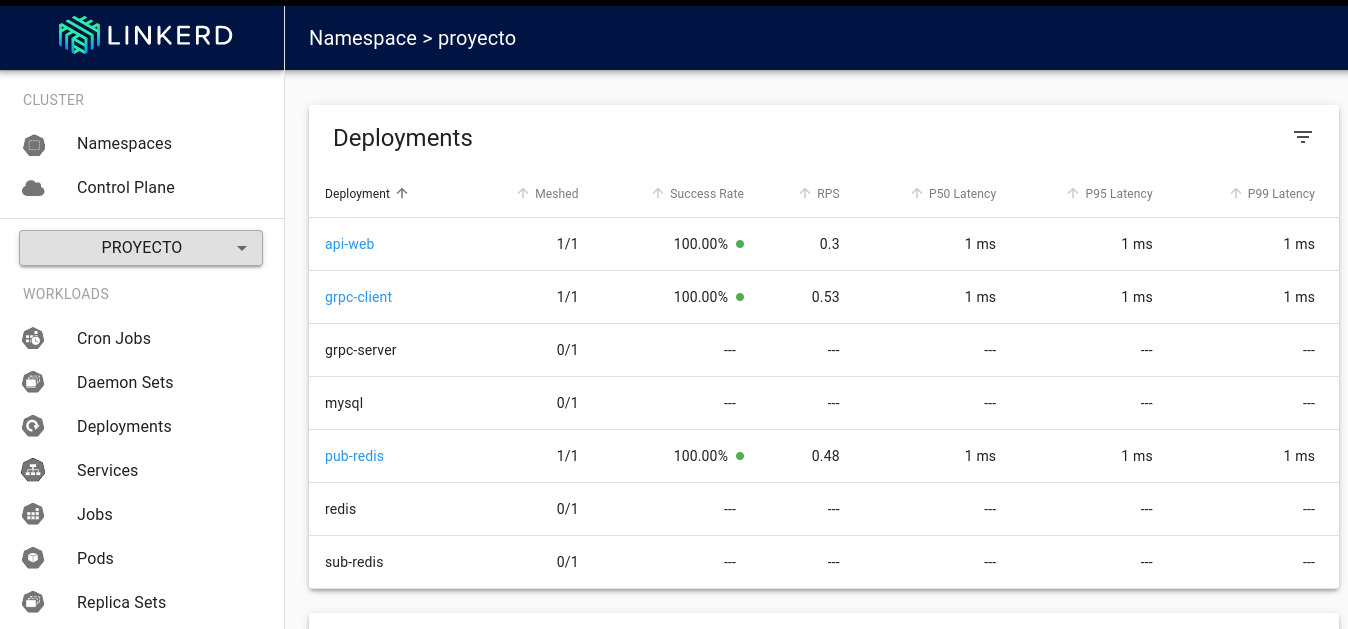 LINKERD
Namespace > proyecto
CLUSTER
Namespaces
Control Plane
PROYECTO
WORKLOADS
Cron Jobs
Daemon Sets
Deployments
Services
Jobs
Pods
Replica Sets
Deployments
Deployment Meshed Success Rate RPS P50 Latency P95 Latency P99 Latency
api-web 1/1 100.00% 0.3 1 ms 1 ms 1 ms
grpc-client 1/1 100.00% 0.53 1 ms 1 ms 1 ms
grpc-server 0/1 --- --- --- --- ---
mysql 0/1 --- --- --- --- ---
pub-redis 1/1 100.00% 0.48 1 ms 1 ms 1 ms
redis 0/1 --- --- --- --- ---
sub-redis 0/1 --- --- --- --- ---